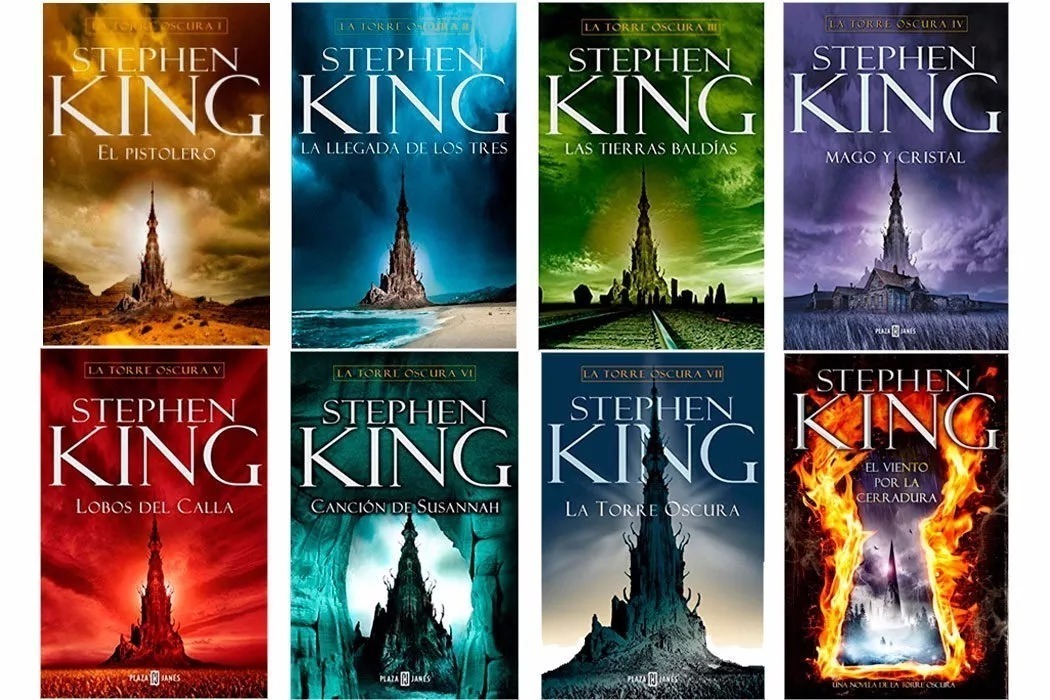 LA TORRE OSCURA I
STEPHEN
KING
EL PISTOLERO
LA TORRE OSCURA II
STEPHEN
KING
LA LLEGADA DE LOS TRES
LA TORRE OSCURA III
STEPHEN
KING
LAS TIERRAS BALDÍAS
LA TORRE OSCURA IV
STEPHEN
KING
MAGO Y CRISTAL
PLAZA JANÉS
LA TORRE OSCURA V
STEPHEN
KING
LOBOS DEL CALLA
PLAZA JANÉS
LA TORRE OSCURA VI
STEPHEN
KING
CANCIÓN DE SUSANNAH
PLAZA JANÉS
LA TORRE OSCURA VII
STEPHEN
KING
LA TORRE OSCURA
PLAZA JANÉS
STEPHEN
KING
EL VIENTO
POR LA
CERRADURA
UNA NOVELA DE LA TORRE OSCURA